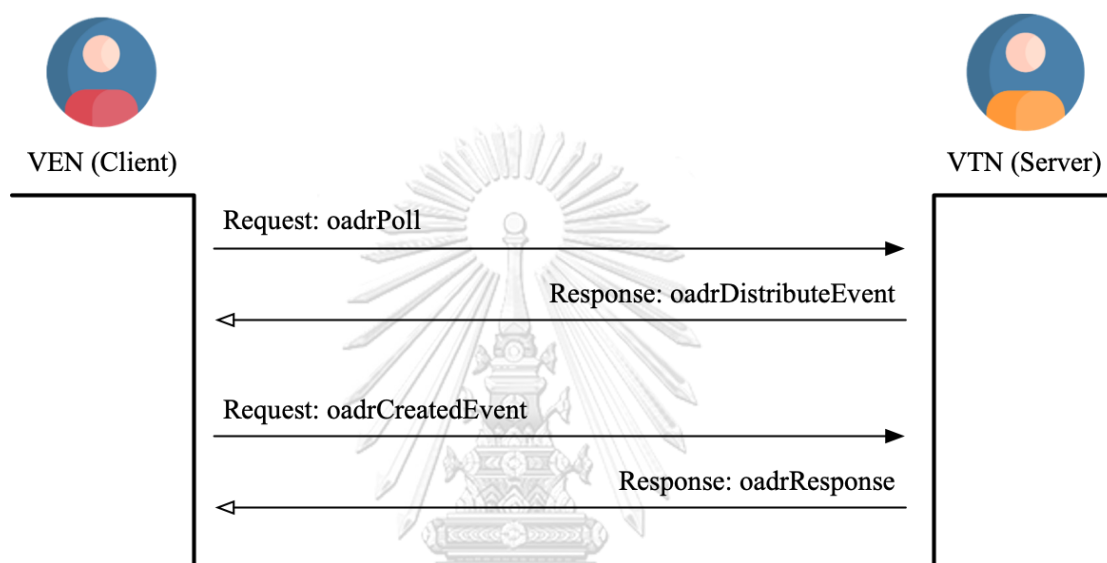 VEN (Client)
VTN (Server)
Request: oadrPoll
Response: oadrDistributeEvent
Request: oadrCreatedEvent
Response: oadrResponse